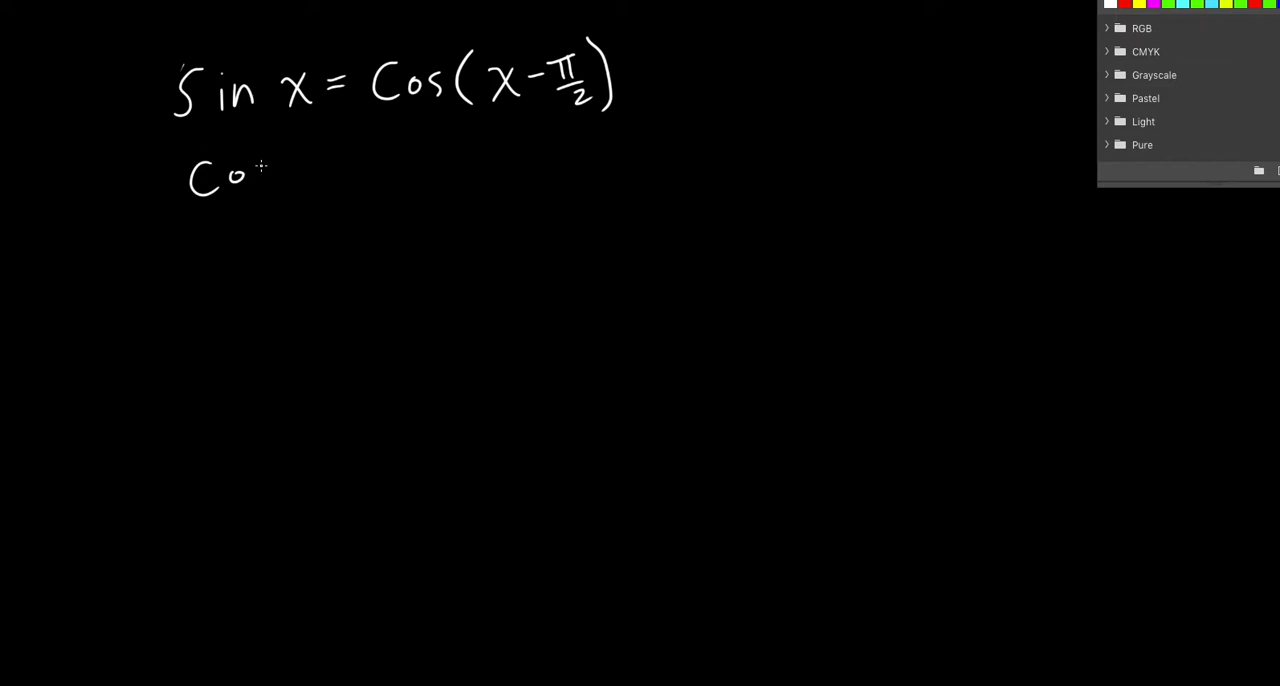 Sin x = Cos(x - π/2)
Co
RGB
CMYK
Grayscale
Pastel
Light
Pure